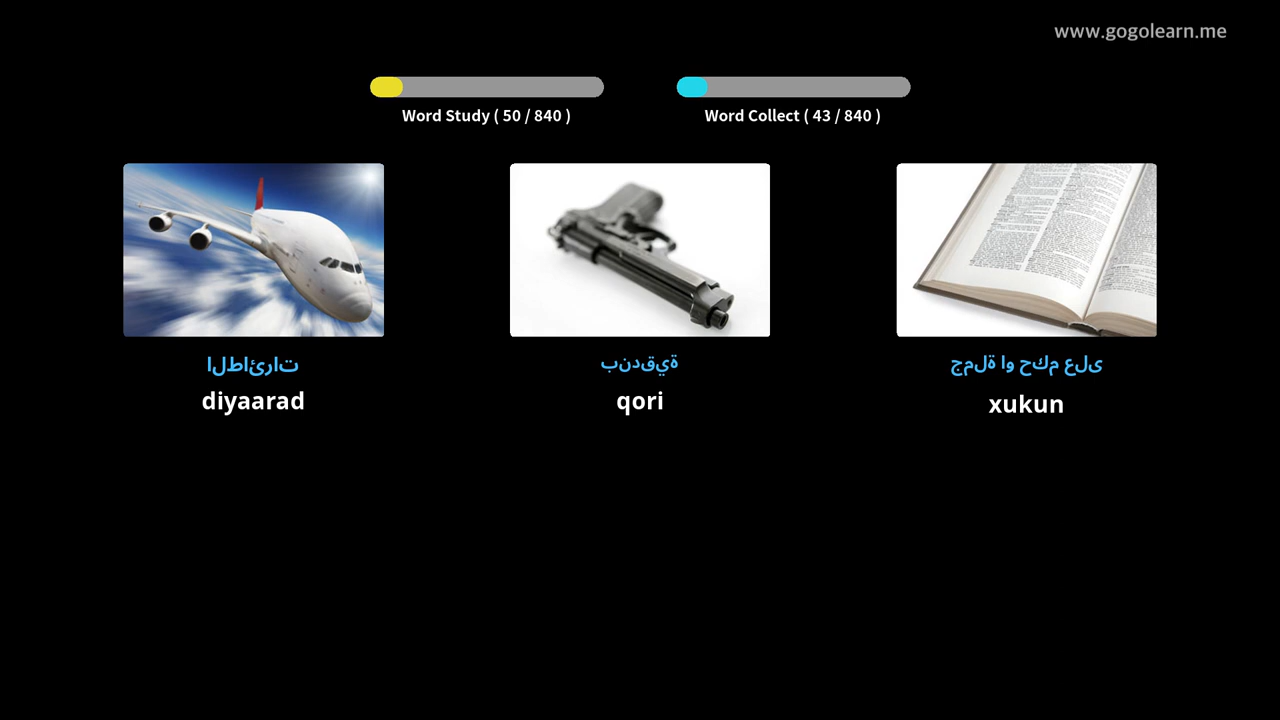 www.gogolearn.me
Word Study ( 50 / 840 )
Word Collect ( 43 / 840 )
الطائرات
diyaarad
بندقية
qori
جملة او حكم على
xukun